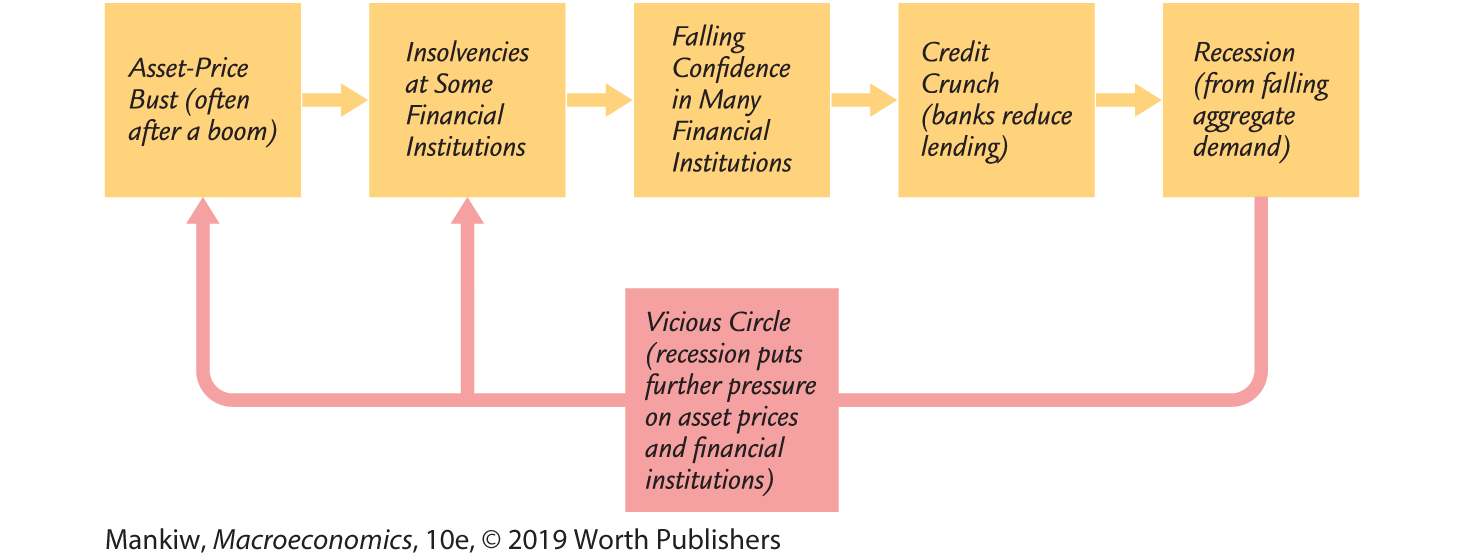 Asset-Price
Bust (often
after a boom)
Insolvencies
at Some
Financial
Institutions
Falling
Confidence
in Many
Financial
Institutions
Credit
Crunch
(banks reduce
lending)
Recession
(from falling
aggregate
demand)
Vicious Circle
(recession puts
further pressure
on asset prices
and financial
institutions)
Mankiw, Macroeconomics, 10e, © 2019 Worth Publishers